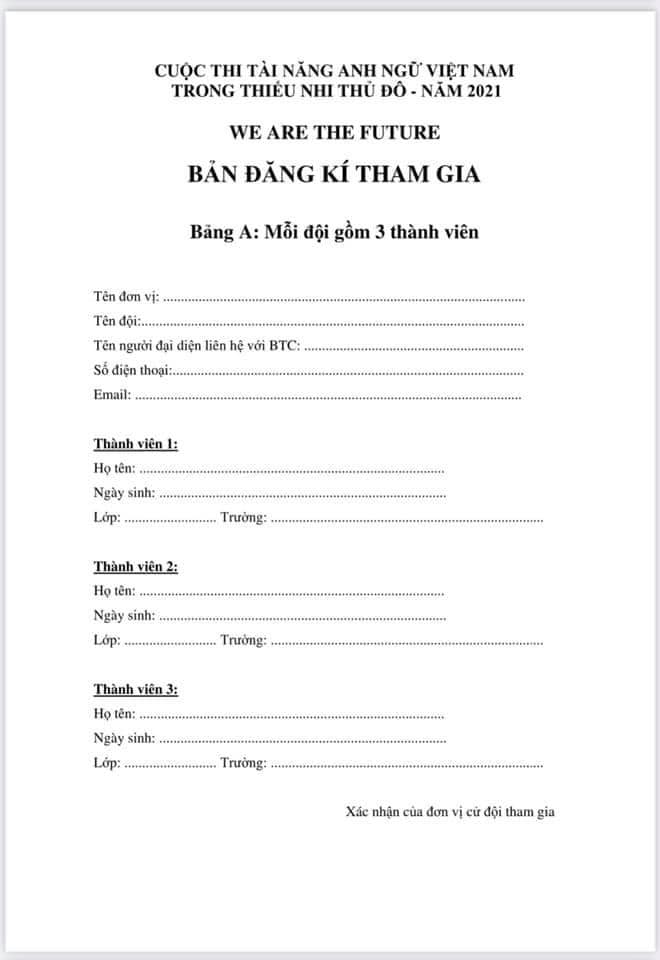 CUỘC THI TÀI NĂNG ANH NGỮ VIỆT NAM
TRONG THIẾU NHI THỦ ĐÔ - NĂM 2021
WE ARE THE FUTURE
BẢN ĐĂNG KÍ THAM GIA
Bảng A: Mỗi đội gồm 3 thành viên
Tên đơn vị: ......................................................................................................
Tên đội:............................................................................................................
Tên người đại diện liên hệ với BTC: ..............................................................
Số điện thoại:...................................................................................................
Email: .............................................................................................................
Thành viên 1:
Họ tên: ......................................................................................
Ngày sinh: .................................................................................
Lớp: .......................... Trường: .............................................................................
Thành viên 2:
Họ tên: ......................................................................................
Ngày sinh: .................................................................................
Lớp: .......................... Trường: .............................................................................
Thành viên 3:
Họ tên: ......................................................................................
Ngày sinh: .................................................................................
Lớp: .......................... Trường: .............................................................................
Xác nhận của đơn vị cử đội tham gia